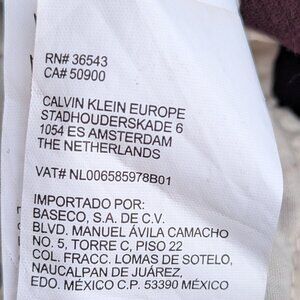 RN# 36543
CA# 50900
CALVIN KLEIN EUROPE
STADHOUDERSKADE 6
1054 ES AMSTERDAM
THE NETHERLANDS
VAT# NL006585978B01
IMPORTADO POR:
BASECO, S.A. DE C.V.
BLVD. MANUEL ÁVILA CAMACHO
NO. 5, TORRE C, PISO 22
COL. FRACC. LOMAS DE SOTELO,
NAUCALPAN DE JUÁREZ,
EDO. MÉXICO C.P. 53390 MÉXICO